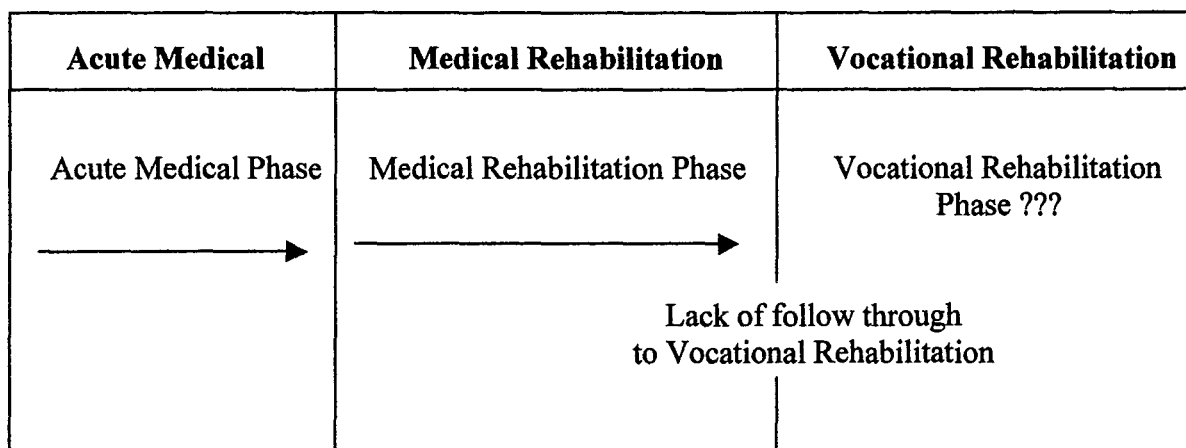 Acute Medical
Medical Rehabilitation
Vocational Rehabilitation
Acute Medical Phase
Medical Rehabilitation Phase
Vocational Rehabilitation
Phase ???
Lack of follow through
to Vocational Rehabilitation